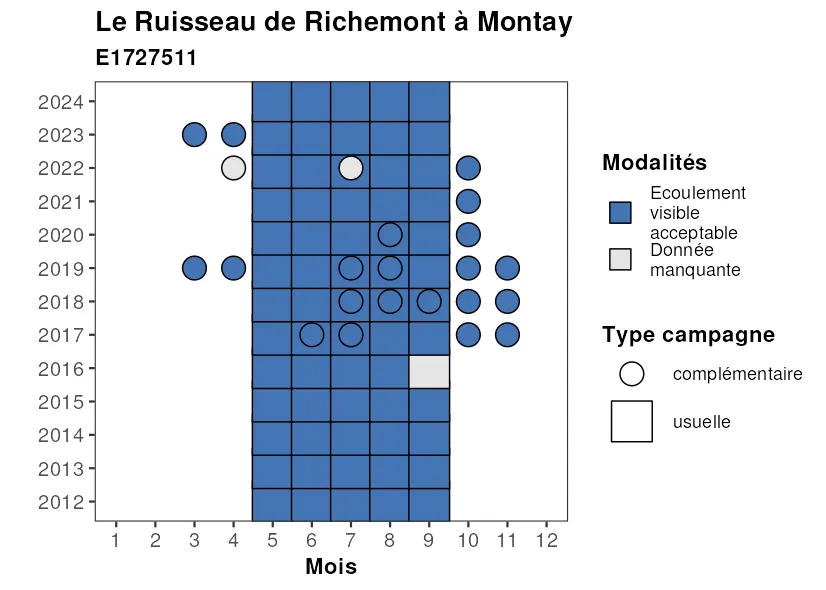 Le Ruisseau de Richemont à Montay
E1727511
2024
2023
2022
2021
2020
2019
2018
2017
2016
2015
2014
2013
2012
1 2 3 4 5 6 7 8 9 10 11 12
Mois
Modalités
Ecoulement
visible
acceptable
Donnée
manquante
Type campagne
complémentaire
usuelle